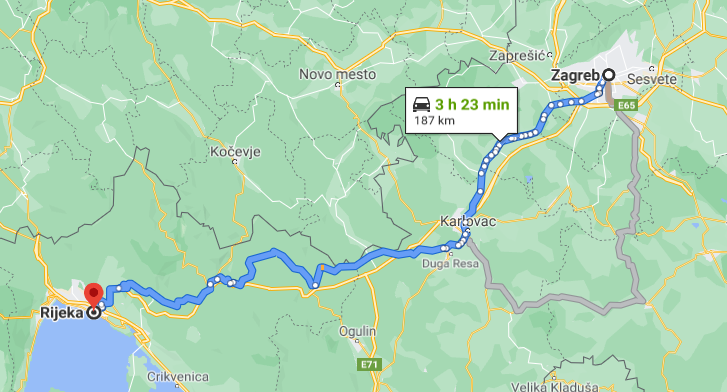 Zaprešić
Zagreb
Sesvete
Novo mesto
3 h 23 min
187 km
E65
Kočevje
Karlovac
Duga Resa
Rijeka
Ogulin
E71
Crikvenica
Velika Kladuša